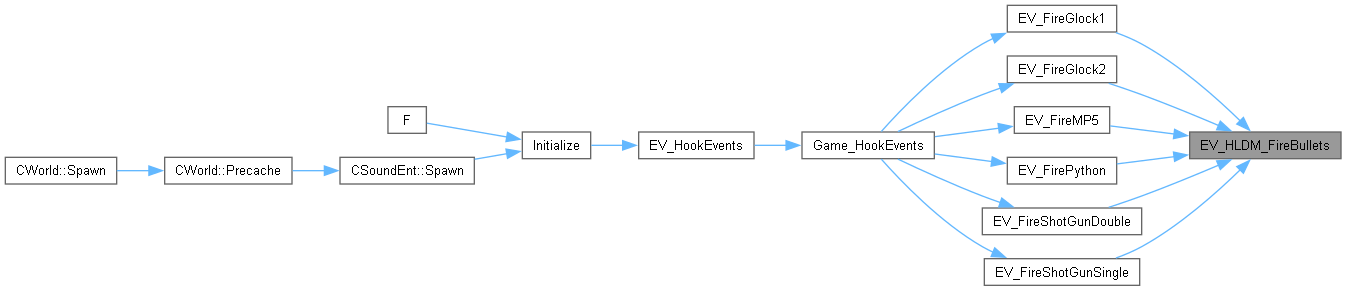 EV_FireGlock1
EV_FireGlock2
F
EV_FireMP5
Initialize
EV_HookEvents
Game_HookEvents
EV_HLDM_FireBullets
CWorld::Spawn
CWorld::Precache
CSoundEnt::Spawn
EV_FirePython
EV_FireShotGunDouble
EV_FireShotGunSingle